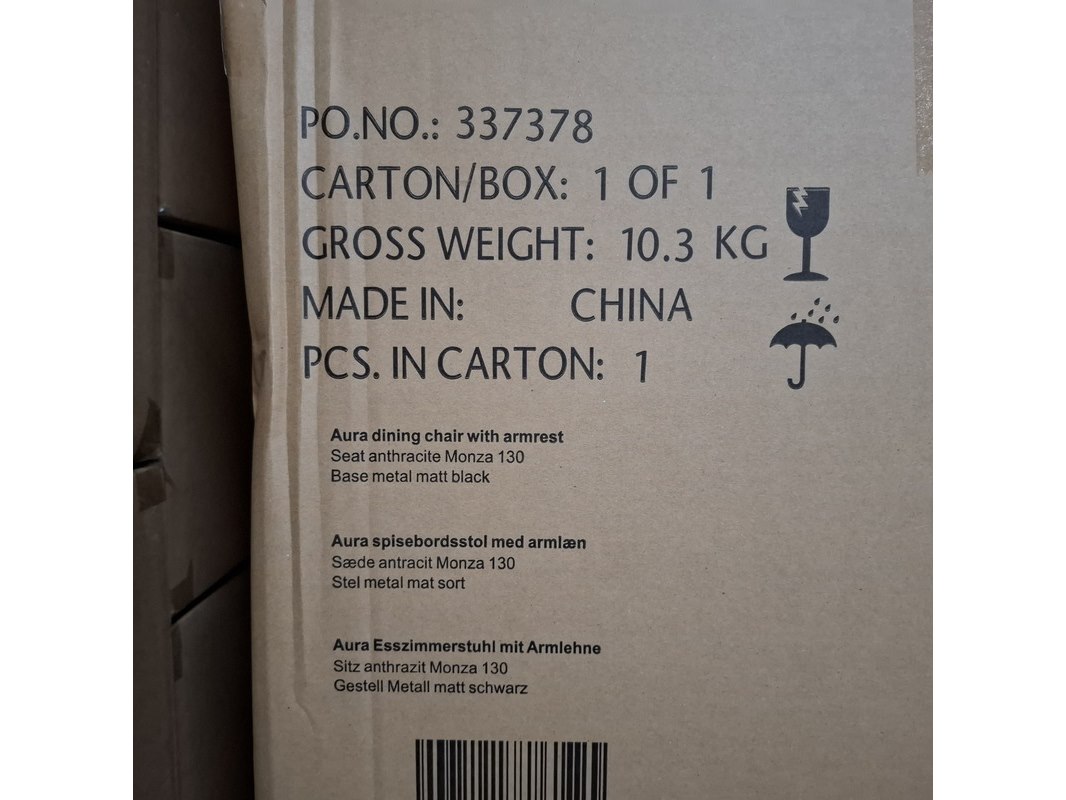 PO.NO.: 337378
CARTON/BOX: 1 OF 1
GROSS WEIGHT: 10.3 KG
MADE IN: CHINA
PCS. IN CARTON: 1
Aura dining chair with armrest
Seat anthracite Monza 130
Base metal matt black
Aura spisebordsstol med armlæn
Sæde antracit Monza 130
Stel metal mat sort
Aura Esszimmerstuhl mit Armlehne
Sitz anthrazit Monza 130
Gestell Metall matt schwarz